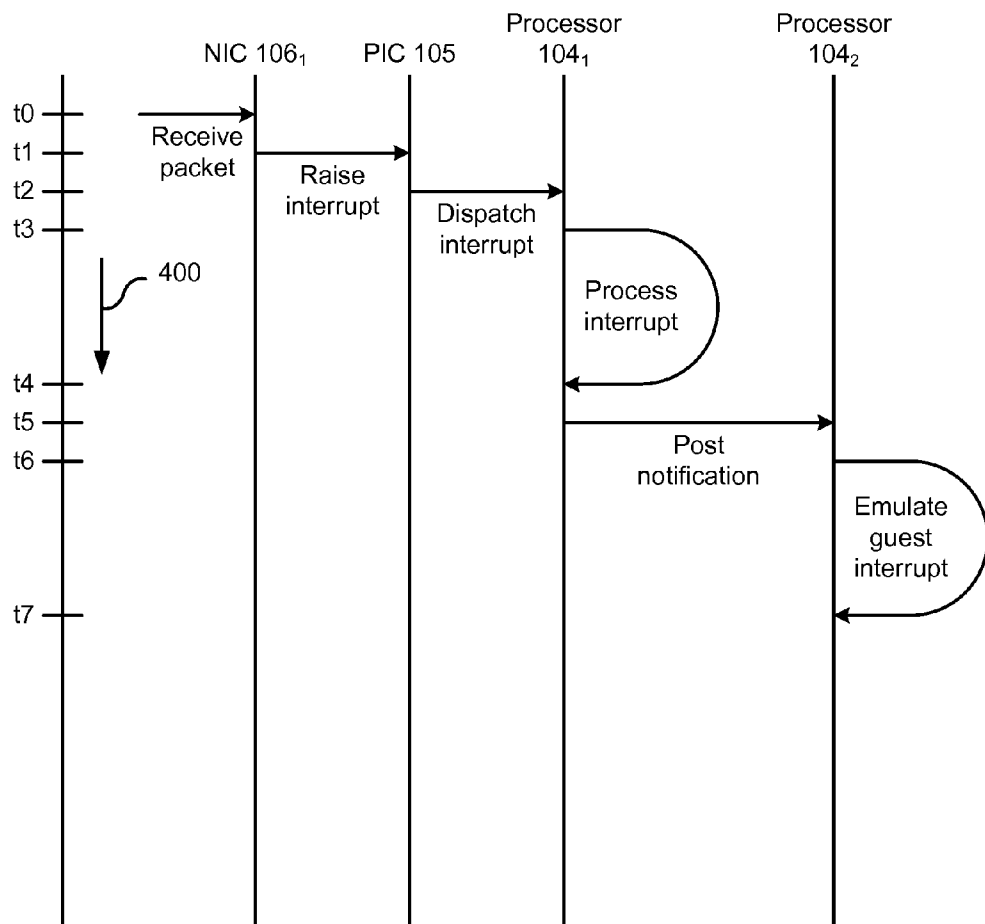 Processor
Processor
NIC 106₁
PIC 105
104₁
104₂
t0
Receive
packet
t1
Raise
interrupt
t2
Dispatch
interrupt
t3
400
Process
interrupt
t4
t5
Post
notification
t6
Emulate
guest
interrupt
t7